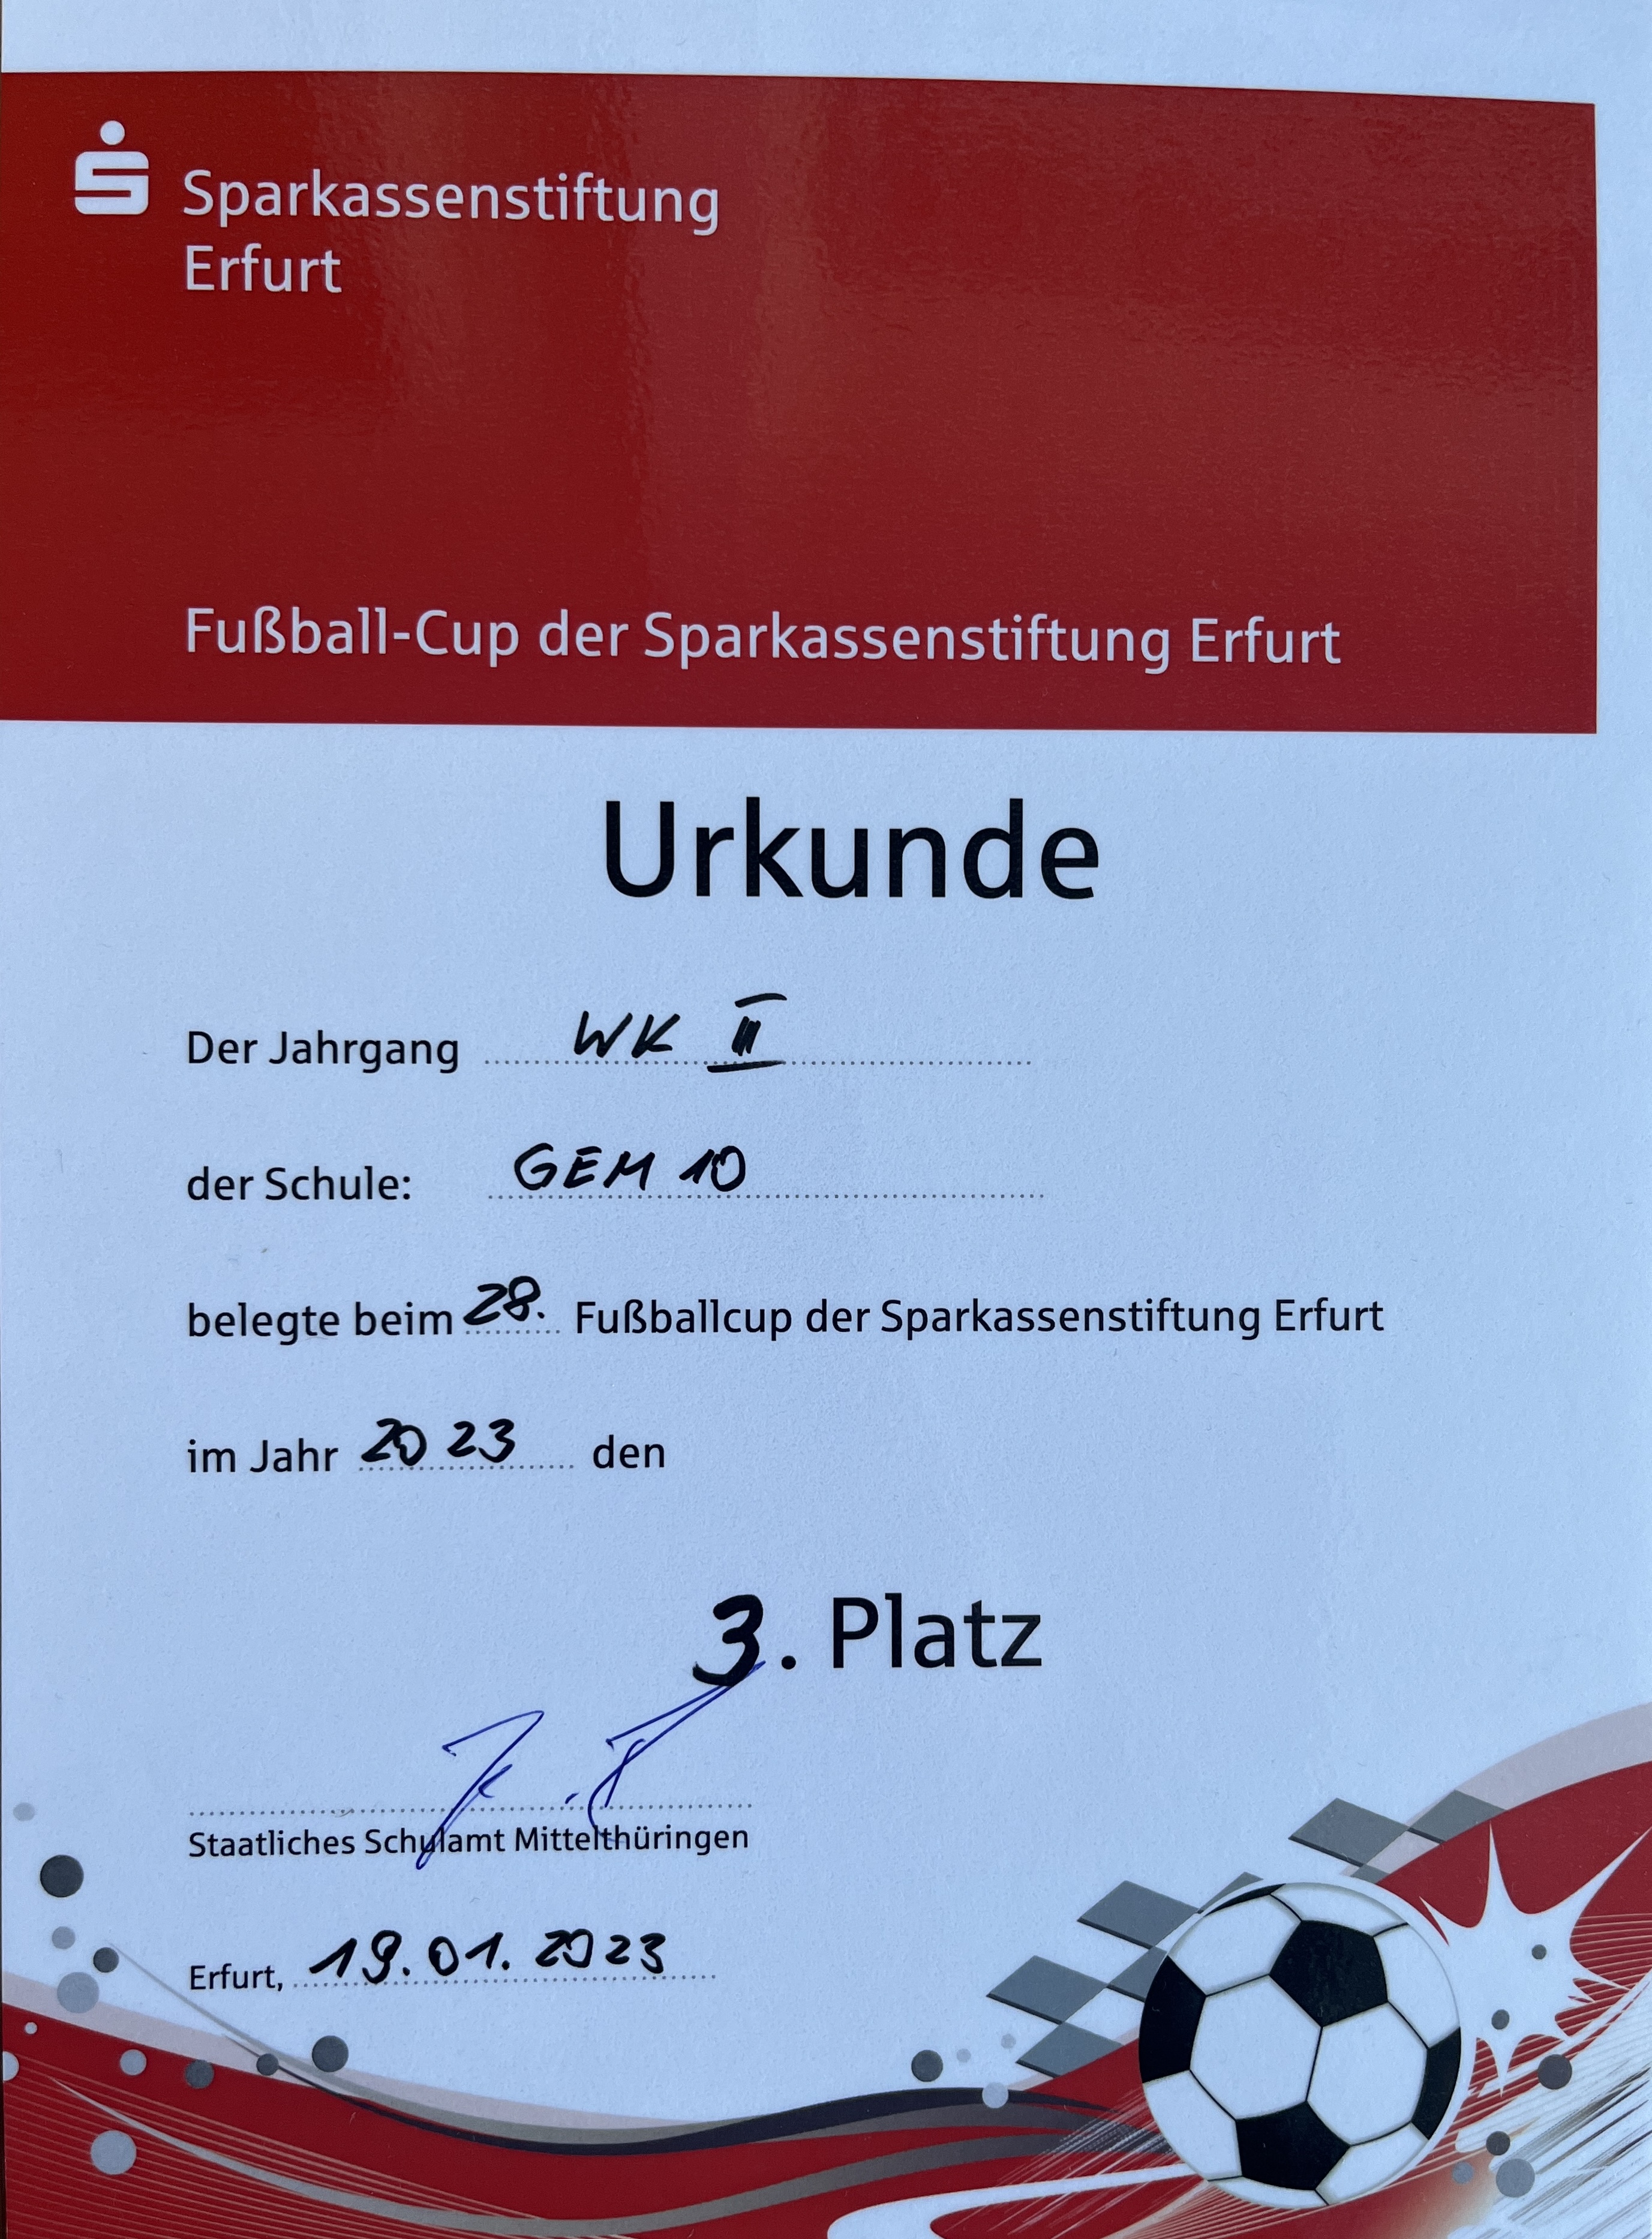 Sparkassenstiftung
Erfurt
Fußball-Cup der Sparkassenstiftung Erfurt
Urkunde
Der Jahrgang WK III
der Schule: GEM 10
belegte beim 28. Fußballcup der Sparkassenstiftung Erfurt
im Jahr 2023 den
3. Platz
Staatliches Schulamt Mittelthüringen
Erfurt, 19.01.2023